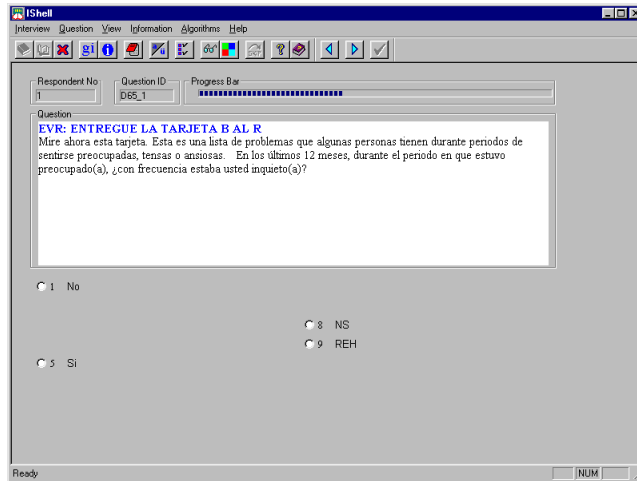 IShell
Interview Question View Information Algorithms Help
gi
Respondent No
1
Question ID
D65_1
Progress Bar
Question
EVR: ENTREGUE LA TARJETA B AL R
Mire ahora esta tarjeta. Esta es una lista de problemas que algunas personas tienen durante periodos de
sentirse preocupadas, tensas o ansiosas. En los últimos 12 meses, durante el periodo en que estuvo
preocupado(a), ¿con frecuencia estaba usted inquieto(a)?
1 No
8 NS
9 REH
5 Si
Ready
NUM